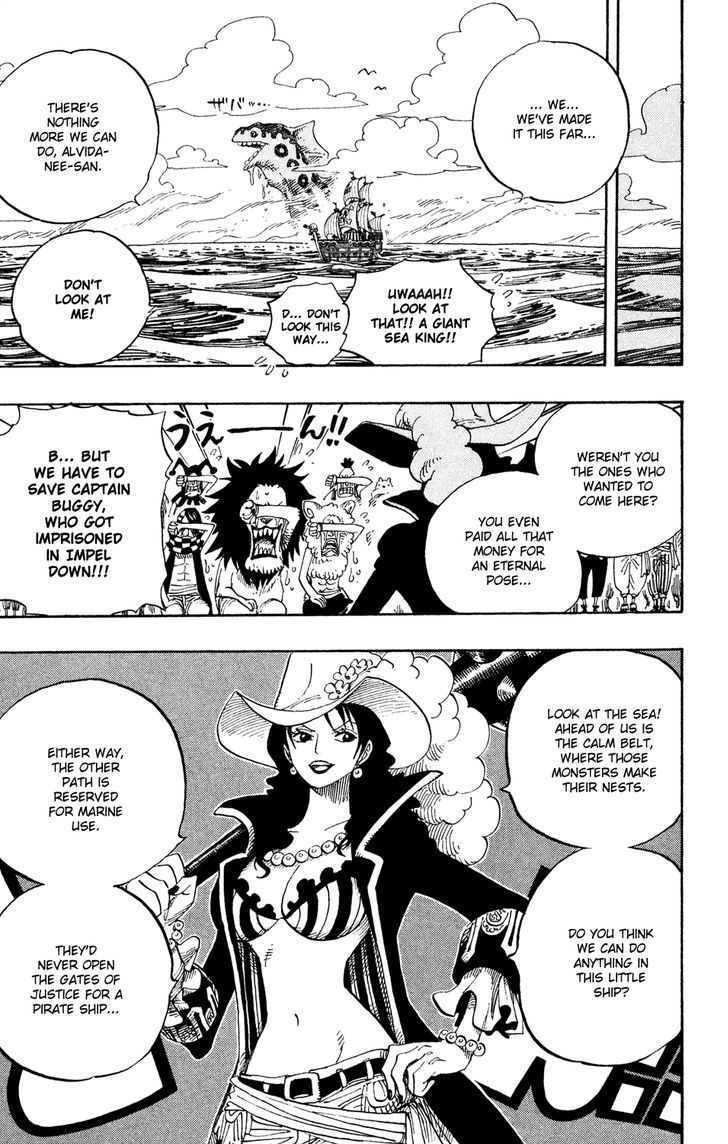 ... WE...
WE'VE MADE
IT THIS FAR...
THERE'S
NOTHING
MORE WE CAN
DO, ALVIDA-
NEE-SAN.
ザバッ...
UWAAAH!!
LOOK AT
THAT!! A GIANT
SEA KING!!
D... DON'T
LOOK THIS
WAY...
DON'T
LOOK AT
ME!
WEREN'T YOU
THE ONES WHO
WANTED TO
COME HERE?
YOU EVEN
PAID ALL THAT
MONEY FOR
AN ETERNAL
POSE...
うえーーん!!
B... BUT
WE HAVE TO
SAVE CAPTAIN
BUGGY,
WHO GOT
IMPRISONED
IN IMPEL
DOWN!!!
LOOK AT THE SEA!
AHEAD OF US IS
THE CALM BELT,
WHERE THOSE
MONSTERS MAKE
THEIR NESTS.
DO YOU THINK
WE CAN DO
ANYTHING IN
THIS LITTLE
SHIP?
EITHER WAY,
THE OTHER
PATH IS
RESERVED
FOR MARINE
USE.
THEY'D
NEVER OPEN
THE GATES OF
JUSTICE FOR A
PIRATE SHIP...